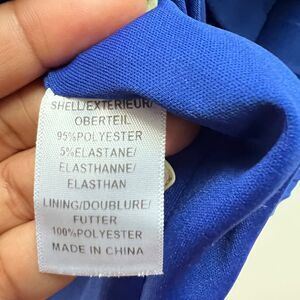 SHELL/EXTERIEUR/
OBERTEIL
95%POLYESTER
5%ELASTANE/
ELASTHANNE/
ELASTHAN
LINING/DOUBLURE/
FUTTER
100%POLYESTER
MADE IN CHINA